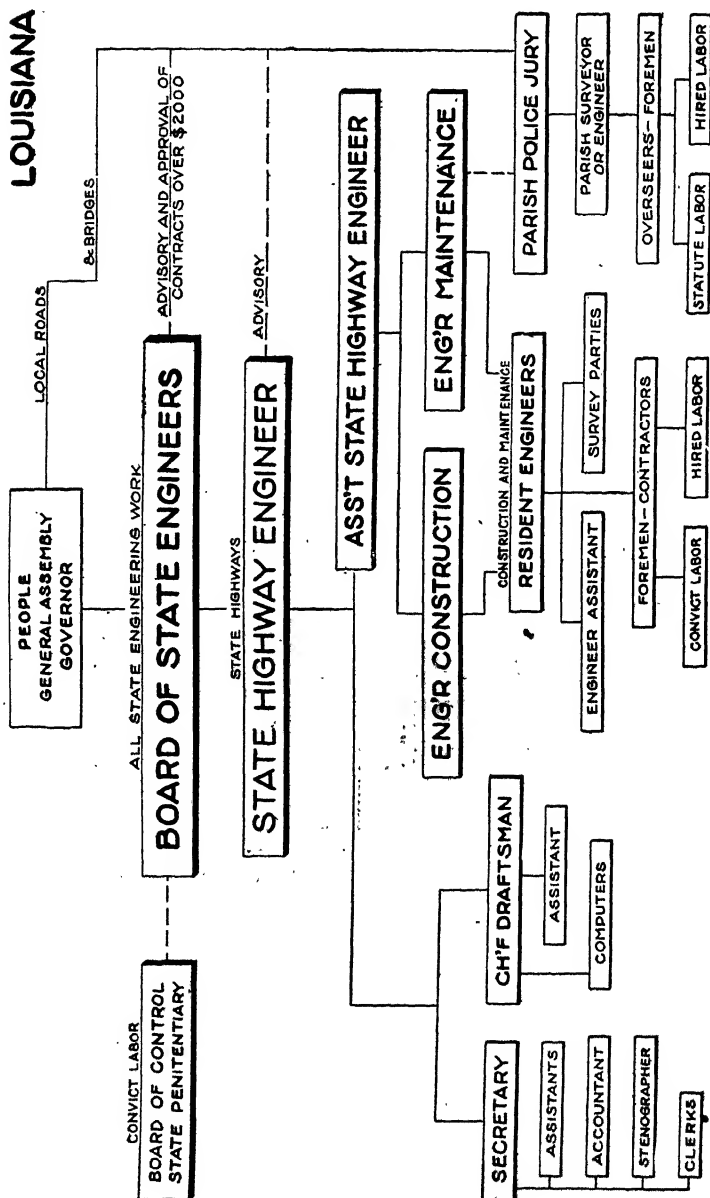 LOUISIANA
PEOPLE
GENERAL ASSEMBLY
GOVERNOR
LOCAL ROADS
& BRIDGES
CONVICT LABOR
BOARD OF CONTROL
STATE PENITENTIARY
ALL STATE ENGINEERING WORK
BOARD OF STATE ENGINEERS
ADVISORY AND APPROVAL OF
CONTRACTS OVER $2000
STATE HIGHWAYS
STATE HIGHWAY ENGINEER
ADVISORY
ASS'T STATE HIGHWAY ENGINEER
ENG'R CONSTRUCTION
ENG'R MAINTENANCE
SECRETARY
ASSISTANTS
ACCOUNTANT
STENOGRAPHER
CLERKS
CH'F DRAFTSMAN
ASSISTANT
COMPUTERS
CONSTRUCTION AND MAINTENANCE
RESIDENT ENGINEERS
ENGINEER ASSISTANT
SURVEY PARTIES
FOREMEN-CONTRACTORS
CONVICT LABOR
HIRED LABOR
PARISH POLICE JURY
PARISH SURVEYOR
OR ENGINEER
OVERSEERS-FOREMEN
STATUTE LABOR
HIRED LABOR